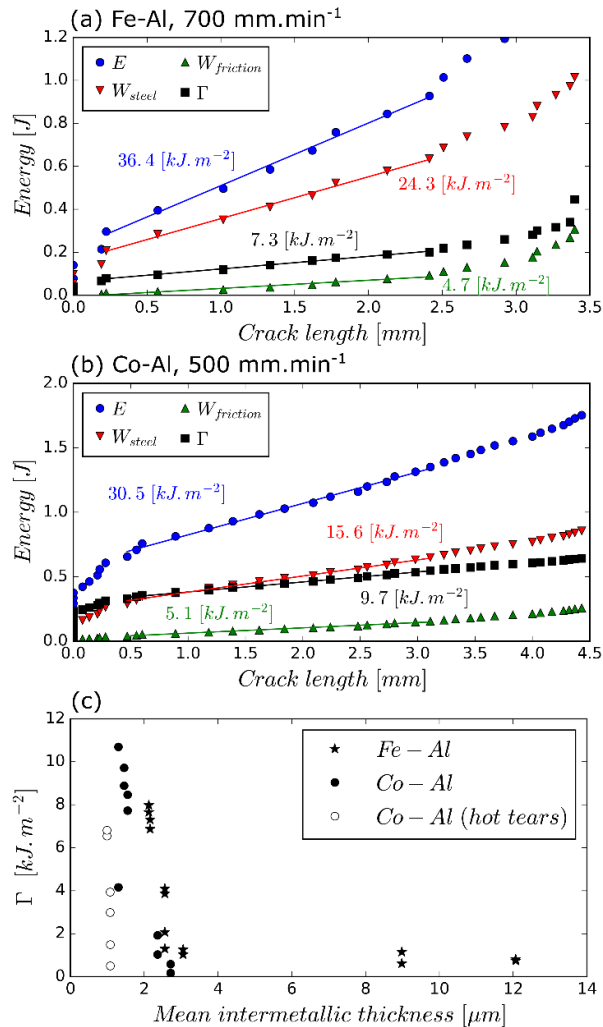 (a) Fe-Al, 700 mm.min⁻¹
1.2
1.0
0.8
0.6
0.4
0.2
0.0
Energy [J]
E
W_friction
W_steel
Γ
36.4 [kJ.m⁻²]
24.3 [kJ.m⁻²]
7.3 [kJ.m⁻²]
4.7 [kJ.m⁻²]
0.0 0.5 1.0 1.5 2.0 2.5 3.0 3.5
Crack length [mm]
(b) Co-Al, 500 mm.min⁻¹
2.0
1.5
1.0
0.5
0.0
Energy [J]
E
W_friction
W_steel
Γ
30.5 [kJ.m⁻²]
15.6 [kJ.m⁻²]
5.1 [kJ.m⁻²]
9.7 [kJ.m⁻²]
0.0 0.5 1.0 1.5 2.0 2.5 3.0 3.5 4.0 4.5
Crack length [mm]
(c)
12
10
8
6
4
2
0
Γ [kJ.m⁻²]
Fe − Al
Co − Al
Co − Al (hot tears)
0 2 4 6 8 10 12 14
Mean intermetallic thickness [μm]